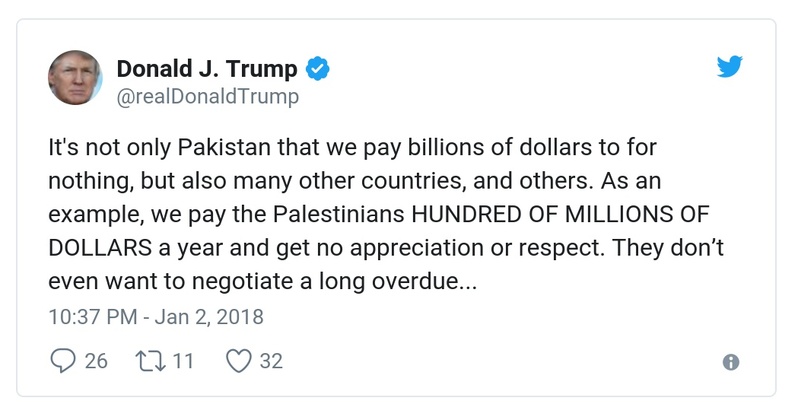 Donald J. Trump
@realDonaldTrump
It's not only Pakistan that we pay billions of dollars to for
nothing, but also many other countries, and others. As an
example, we pay the Palestinians HUNDRED OF MILLIONS OF
DOLLARS a year and get no appreciation or respect. They don’t
even want to negotiate a long overdue...
10:37 PM - Jan 2, 2018
26 11 32